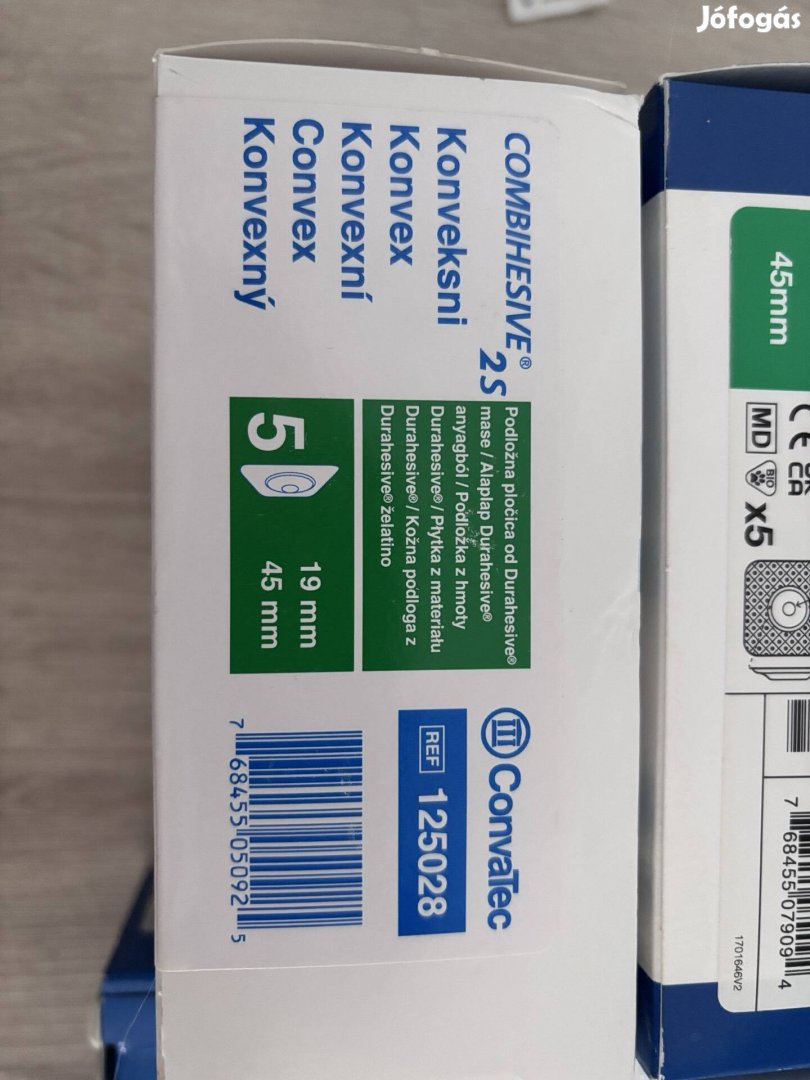 Jófogás
COMBIHESIVE® 2S
Konveksni
Konvex
Konvexní
Convex
Konvexný
Podložna pločica od Durahesive®
mase / Alaplap Durahesive®
anyagból / Podložka z hmoty
Durahesive® / Płytka z materiału
Durahesive® / Kožna podloga z
Durahesive® želatino
5
19 mm
45 mm
ConvaTec
REF 125028
7 68455 05092 5
45mm
MD
BIO
x5
7 68455 07909 4
1701646V2